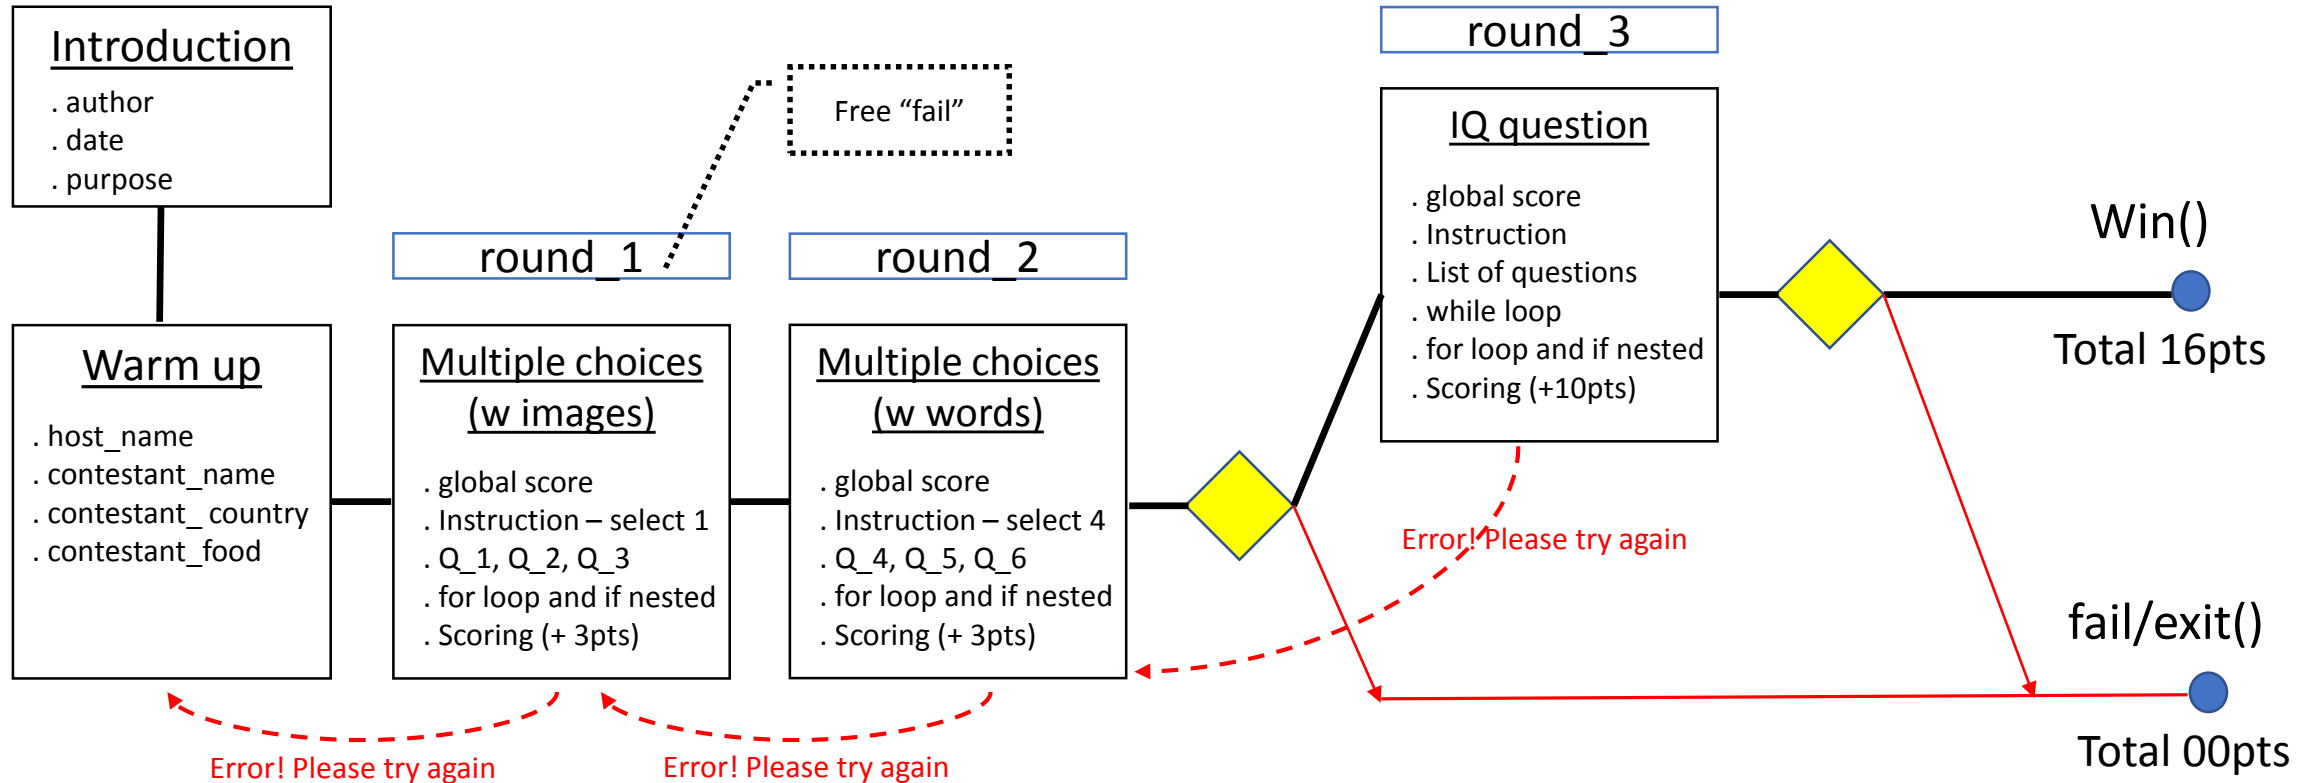 Introduction
. author
. date
. purpose
Warm up
. host_name
. contestant_name
. contestant_ country
. contestant_food
round_1
Free “fail”
Multiple choices
(w images)
. global score
. Instruction – select 1
. Q_1, Q_2, Q_3
. for loop and if nested
. Scoring (+ 3pts)
round_2
Multiple choices
(w words)
. global score
. Instruction – select 4
. Q_4, Q_5, Q_6
. for loop and if nested
. Scoring (+ 3pts)
round_3
IQ question
. global score
. Instruction
. List of questions
. while loop
. for loop and if nested
. Scoring (+10pts)
Win()
Total 16pts
fail/exit()
Total 00pts
Error! Please try again
Error! Please try again
Error! Please try again